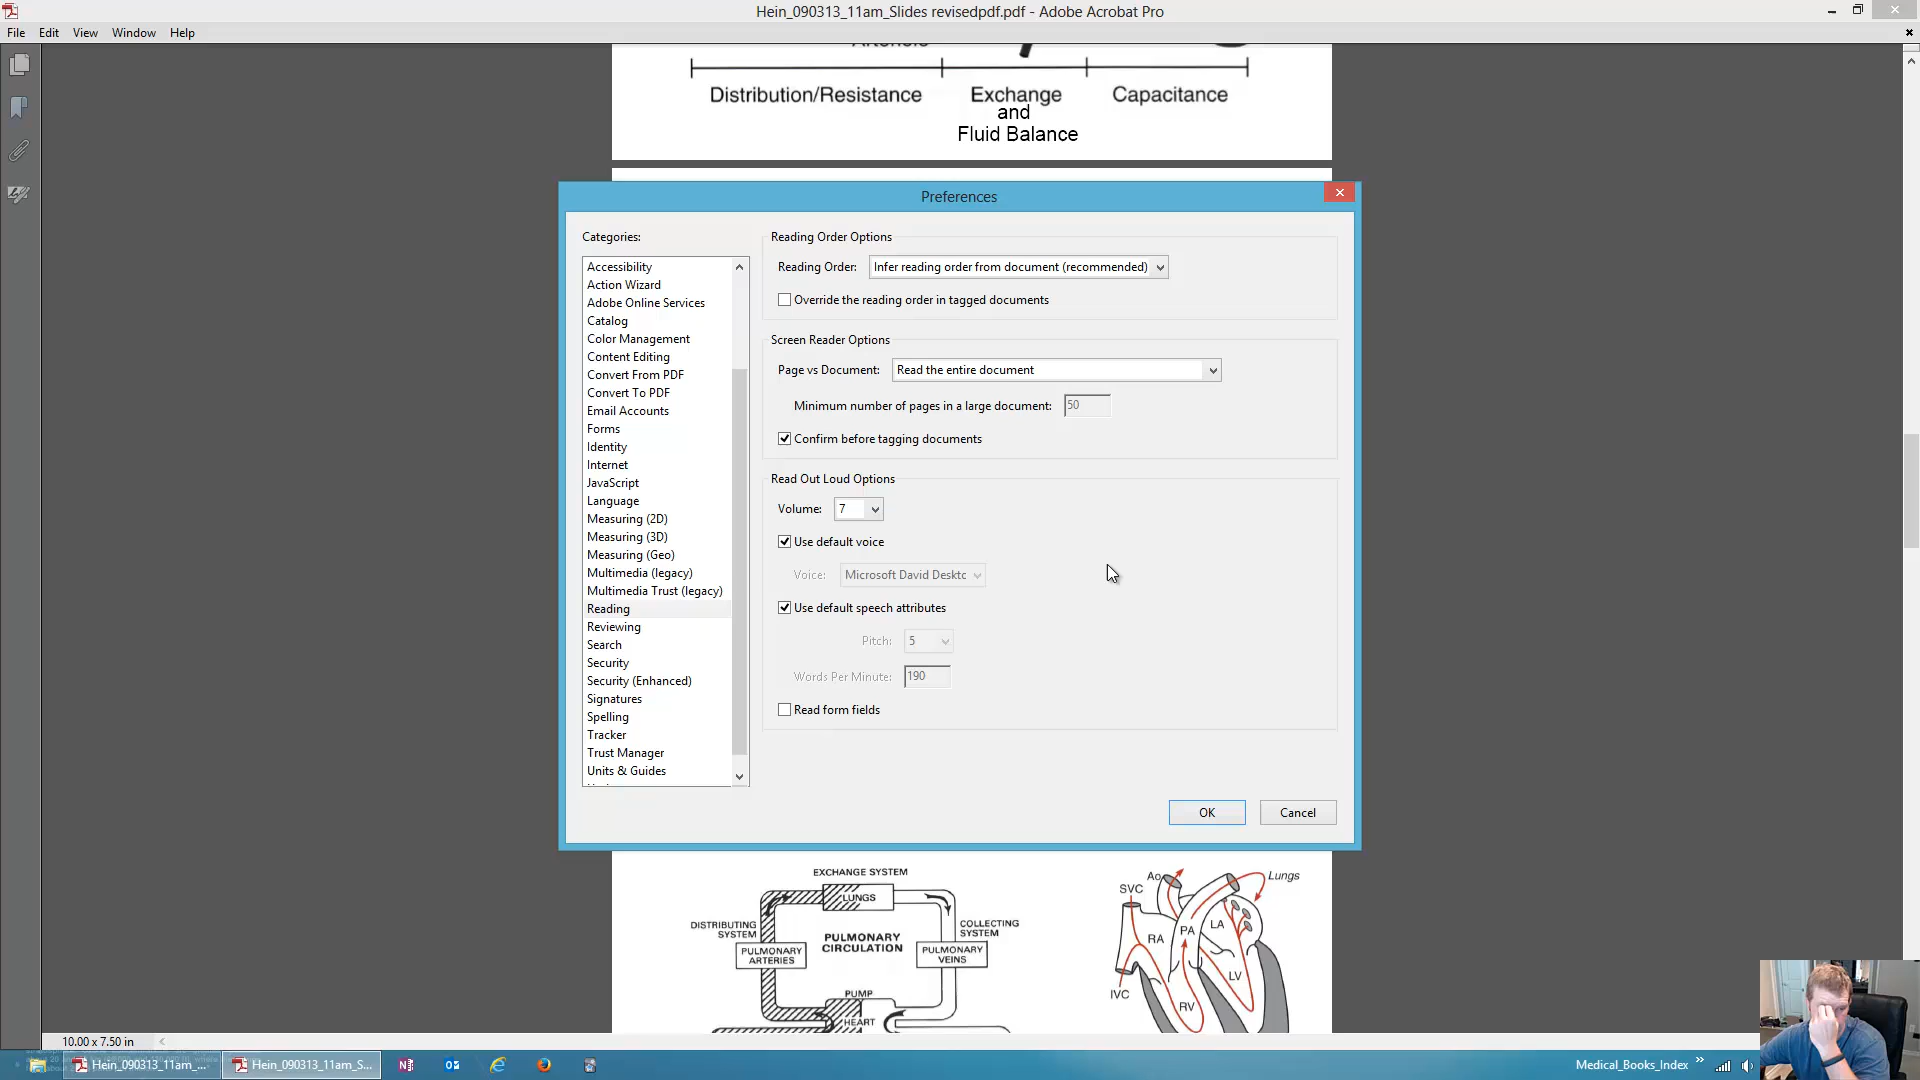 Hein_090313_11am_Slides revisedpdf.pdf - Adobe Acrobat Pro
File Edit View Window Help
Distribution/Resistance Exchange Capacitance
and
Fluid Balance
Preferences
Categories:
Accessibility
Action Wizard
Adobe Online Services
Catalog
Color Management
Content Editing
Convert From PDF
Convert To PDF
Email Accounts
Forms
Identity
Internet
JavaScript
Language
Measuring (2D)
Measuring (3D)
Measuring (Geo)
Multimedia (legacy)
Multimedia Trust (legacy)
Reading
Reviewing
Search
Security
Security (Enhanced)
Signatures
Spelling
Tracker
Trust Manager
Units & Guides
Reading Order Options
Reading Order: Infer reading order from document (recommended)
Override the reading order in tagged documents
Screen Reader Options
Page vs Document: Read the entire document
Minimum number of pages in a large document: 50
Confirm before tagging documents
Read Out Loud Options
Volume: 7
Use default voice
Voice: Microsoft David Deskto
Use default speech attributes
Pitch: 5
Words Per Minute: 190
Read form fields
OK Cancel
EXCHANGE SYSTEM
LUNGS
DISTRIBUTING
SYSTEM
PULMONARY
ARTERIES
PULMONARY
CIRCULATION
COLLECTING
SYSTEM
PULMONARY
VEINS
PUMP
HEART
Ao
Lungs
SVC
RA
PA
LA
LV
IVC
RV
10.00 x 7.50 in
Hein_090313_11am_... Hein_090313_11am_S... Medical_Books_Index